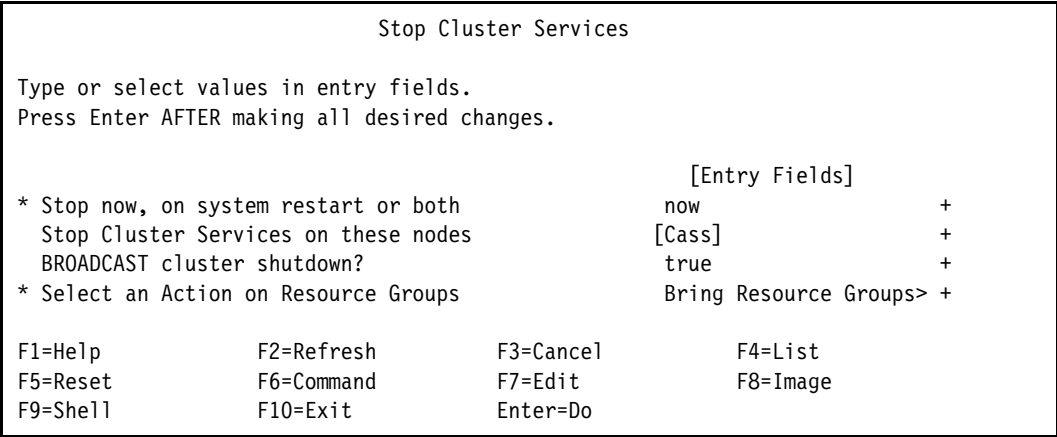 Stop Cluster Services
Type or select values in entry fields.
Press Enter AFTER making all desired changes.
[Entry Fields]
* Stop now, on system restart or both now +
Stop Cluster Services on these nodes [Cass] +
BROADCAST cluster shutdown? true +
* Select an Action on Resource Groups Bring Resource Groups> +
F1=Help F2=Refresh F3=Cancel F4=List
F5=Reset F6=Command F7=Edit F8=Image
F9=Shell F10=Exit Enter=Do